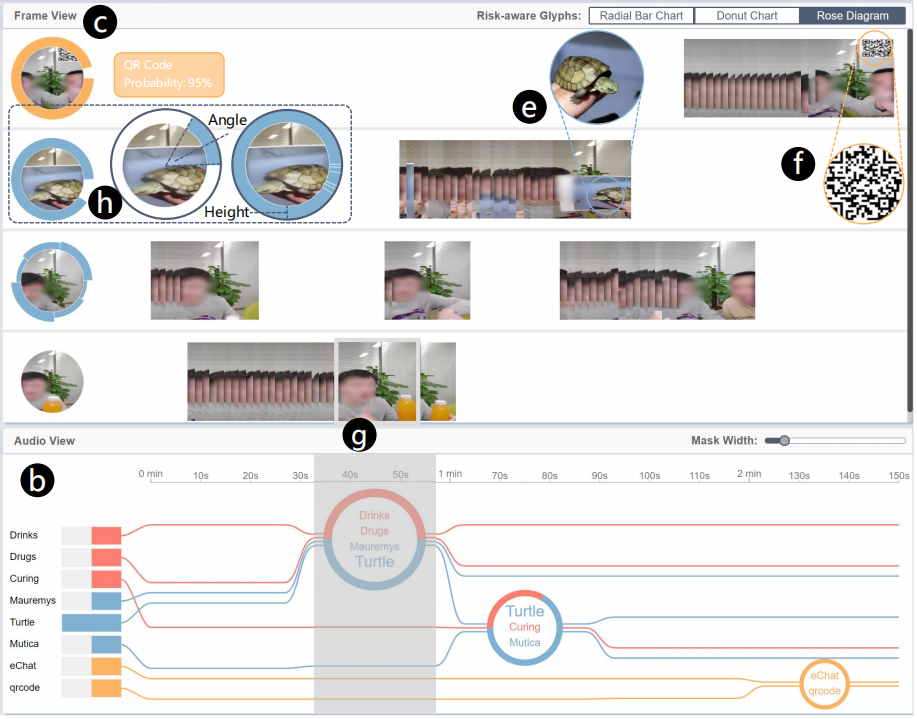 Frame View
c
Risk-aware Glyphs:
Radial Bar Chart
Donut Chart
Rose Diagram
QR Code
Probability: 95%
e
Angle
f
h
Height
g
Audio View
Mask Width:
b
0 min
10s
20s
30s
40s
50s
1 min
70s
80s
90s
100s
110s
2 min
130s
140s
150s
Drinks
Drugs
Curing
Mauremys
Turtle
Mutica
eChat
qrcode
Drinks
Drugs
Mauremys
Turtle
Turtle
Curing
Mutica
eChat
qrcode